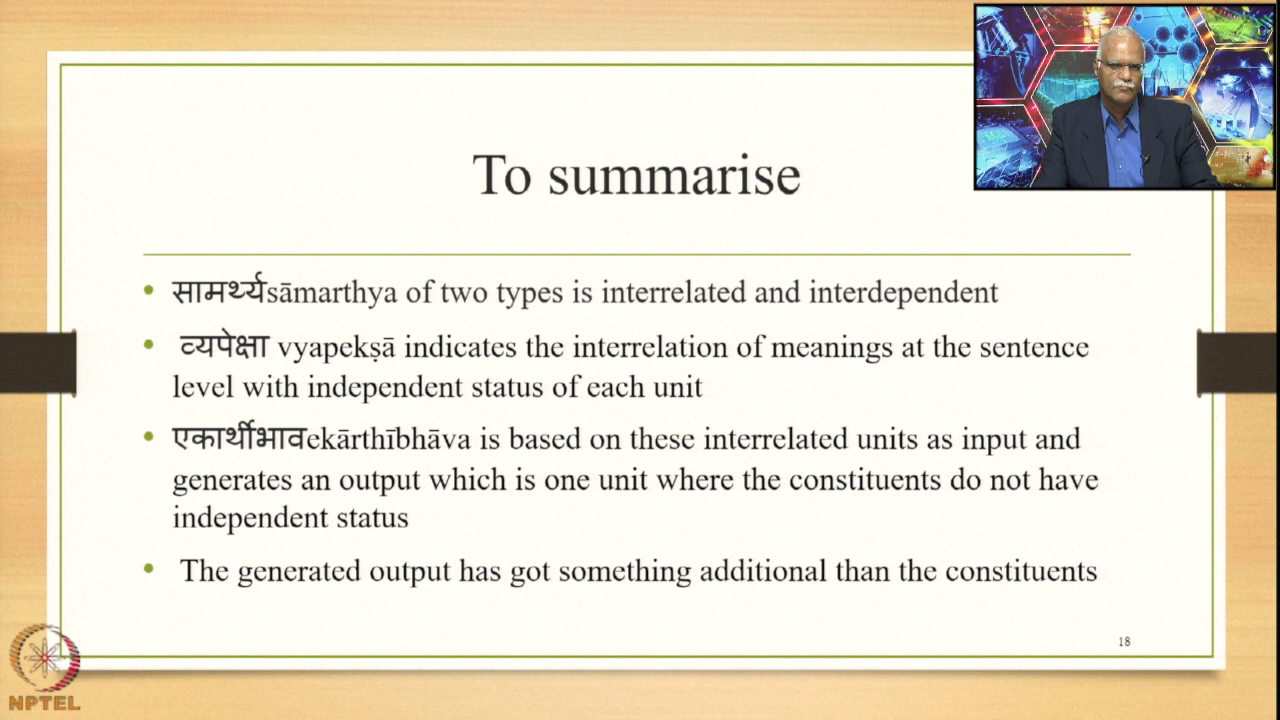 To summarise
सामर्थ्यsāmarthya of two types is interrelated and interdependent
व्यपेक्षा vyapekṣā indicates the interrelation of meanings at the sentence
level with independent status of each unit
एकार्थीभावekārthībhāva is based on these interrelated units as input and
generates an output which is one unit where the constituents do not have
independent status
The generated output has got something additional than the constituents
18
NPTEL